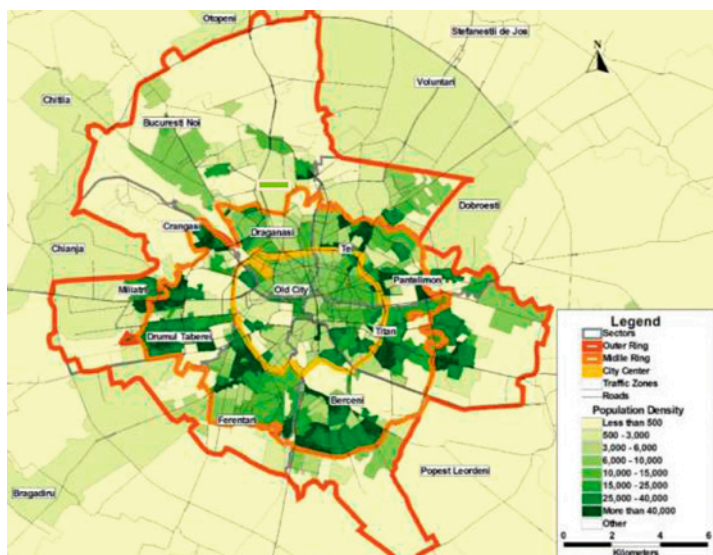 Otopeni
Stefanestii de Jos
N
Voluntari
Chitila
Bucuresti Noi
Dobroesti
Crangasi
Draganasi
Tei
Chianja
Pantelimon
Militari
Old City
Titan
Drumul Taberei
Berceni
Ferentari
Popest Leordeni
Bragadiru
Legend
Sectors
Outer Ring
Midlle Ring
City Center
Traffic Zones
Roads
Population Density
Less than 500
500 - 3,000
3,000 - 6,000
6,000 - 10,000
10,000 - 15,000
15,000 - 25,000
25,000 - 40,000
More than 40,000
Other
0 2 4 6
Kilometers